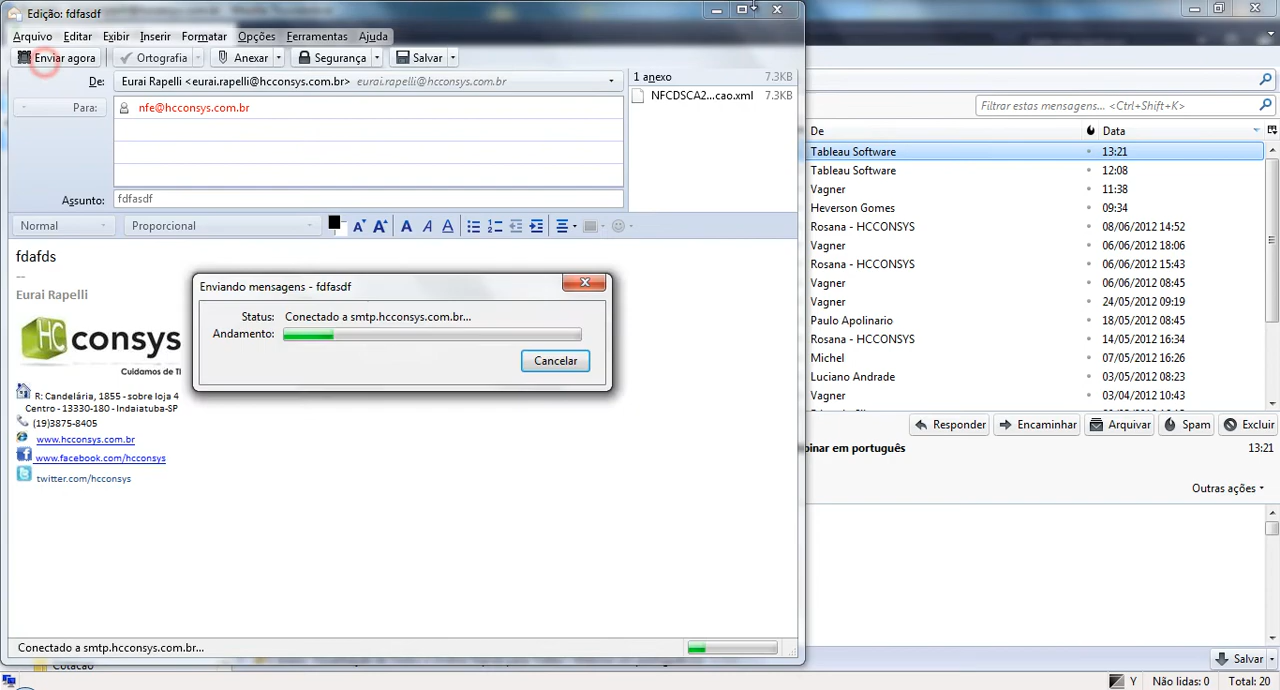 Edição: fdfasdf
Arquivo Editar Exibir Inserir Formatar Opções Ferramentas Ajuda
Enviar agora Ortografia Anexar Segurança Salvar
De: Eurai Rapelli <eurai.rapelli@hcconsys.com.br> eurai.rapelli@hcconsys.com.br
Para: nfe@hcconsys.com.br
Assunto: fdfasdf
1 anexo 7.3KB
NFCDSCA2...cao.xml 7.3KB
Normal Proporcional
fdafds
--
Eurai Rapelli
HC consys
Cuidamos de TI
R: Candelária, 1855 - sobre loja 4
Centro - 13330-180 - Indaiatuba-SP
(19)3875-8405
www.hcconsys.com.br
www.facebook.com/hcconsys
twitter.com/hcconsys
Enviando mensagens - fdfasdf
Status: Conectado a smtp.hcconsys.com.br...
Andamento:
Cancelar
Conectado a smtp.hcconsys.com.br...
Filtrar estas mensagens... <Ctrl+Shift+K>
De Data
Tableau Software 13:21
Tableau Software 12:08
Vagner 11:38
Heverson Gomes 09:34
Rosana - HCCONSYS 08/06/2012 14:52
Vagner 06/06/2012 18:06
Rosana - HCCONSYS 06/06/2012 15:43
Vagner 06/06/2012 08:45
Vagner 24/05/2012 09:19
Paulo Apolinario 18/05/2012 08:45
Rosana - HCCONSYS 14/05/2012 16:34
Michel 07/05/2012 16:26
Luciano Andrade 03/05/2012 08:23
Vagner 03/04/2012 10:43
Responder Encaminhar Arquivar Spam Excluir
binar em português 13:21
Outras ações
Salvar
Cotacao
Y Não lidas: 0 Total: 20